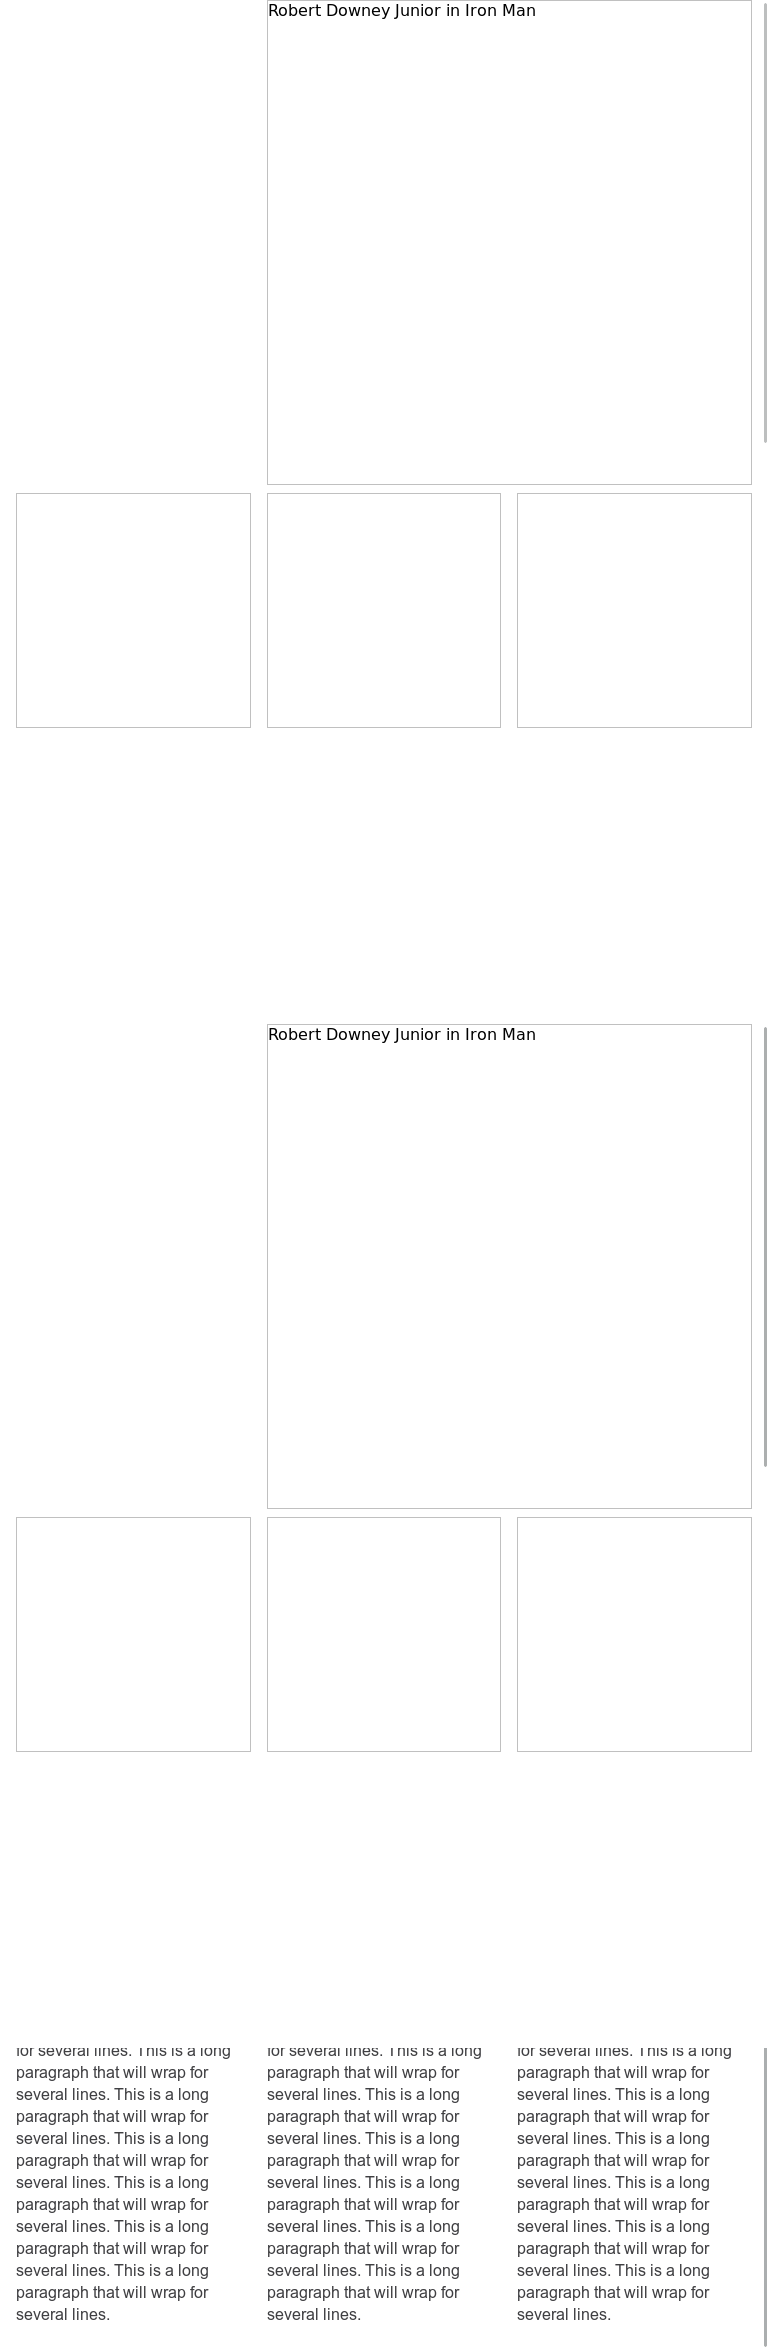 Robert Downey Junior in Iron Man
Robert Downey Junior in Iron Man
for several lines. This is a long
paragraph that will wrap for
several lines. This is a long
paragraph that will wrap for
several lines. This is a long
paragraph that will wrap for
several lines. This is a long
paragraph that will wrap for
several lines. This is a long
paragraph that will wrap for
several lines. This is a long
paragraph that will wrap for
several lines.
for several lines. This is a long
paragraph that will wrap for
several lines. This is a long
paragraph that will wrap for
several lines. This is a long
paragraph that will wrap for
several lines. This is a long
paragraph that will wrap for
several lines. This is a long
paragraph that will wrap for
several lines. This is a long
paragraph that will wrap for
several lines.
for several lines. This is a long
paragraph that will wrap for
several lines. This is a long
paragraph that will wrap for
several lines. This is a long
paragraph that will wrap for
several lines. This is a long
paragraph that will wrap for
several lines. This is a long
paragraph that will wrap for
several lines. This is a long
paragraph that will wrap for
several lines.